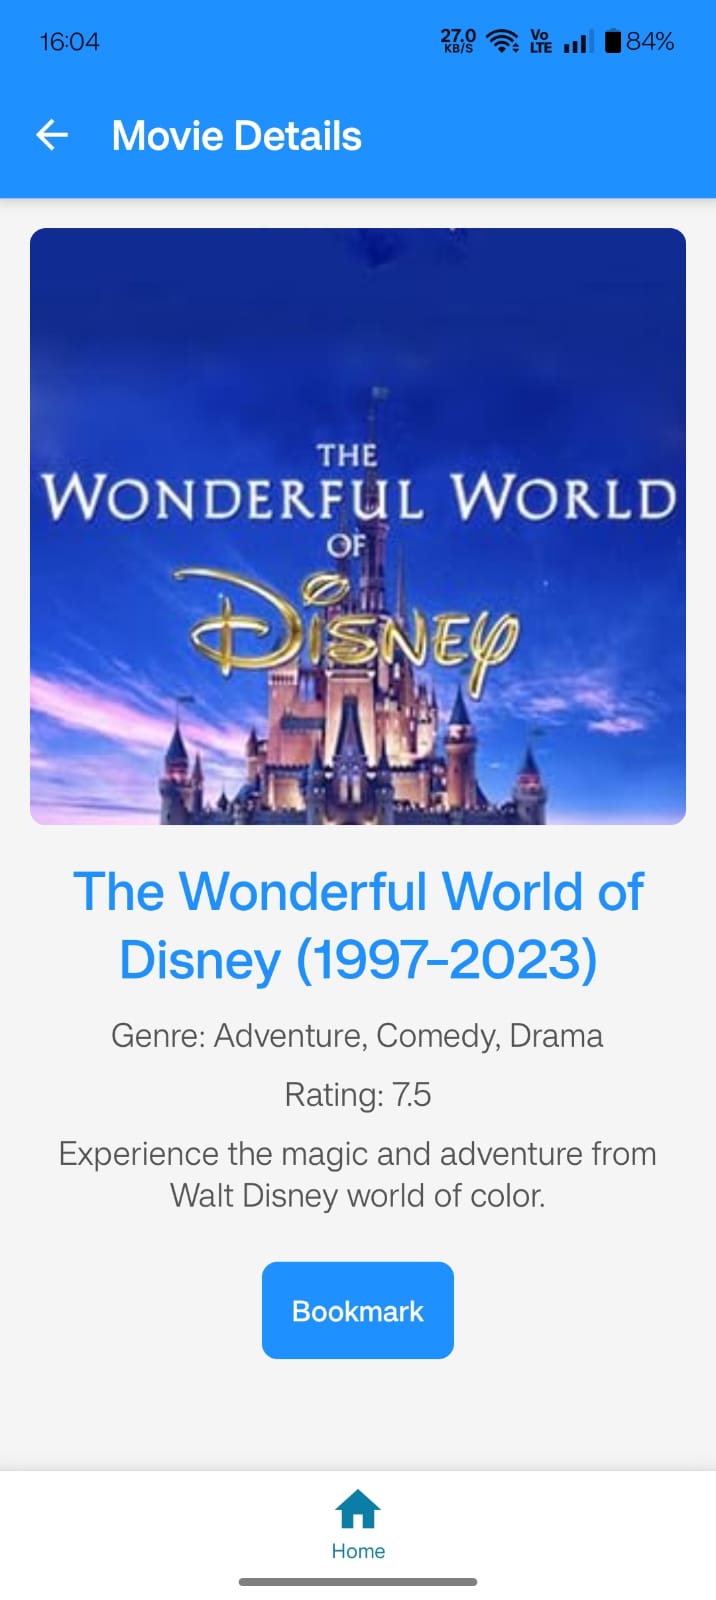 16:04
27.0
KB/S
Vo
LTE
84%
Movie Details
THE
WONDERFUL WORLD
OF
DISNEY
The Wonderful World of
Disney (1997-2023)
Genre: Adventure, Comedy, Drama
Rating: 7.5
Experience the magic and adventure from
Walt Disney world of color.
Bookmark
Home